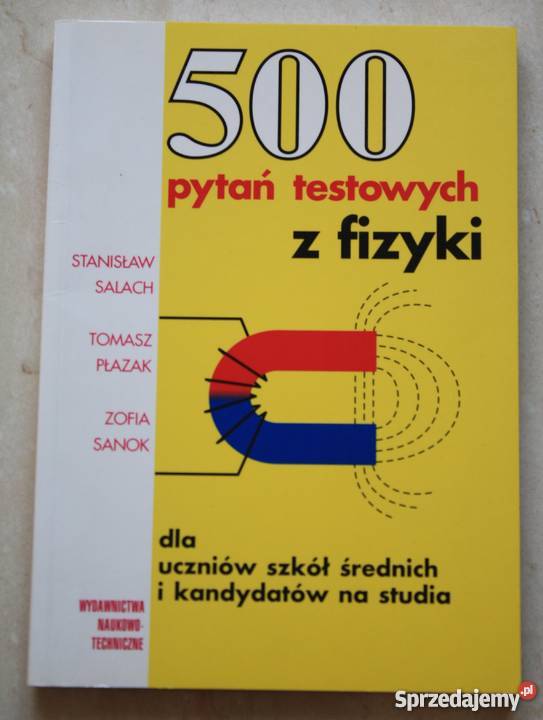 500
pytań testowych
z fizyki
STANISŁAW
SALACH
TOMASZ
PŁAZAK
ZOFIA
SANOK
dla
uczniów szkół średnich
i kandydatów na studia
WYDAWNICTWA
NAUKOWO-
TECHNICZNE
Sprzedajemy.pl